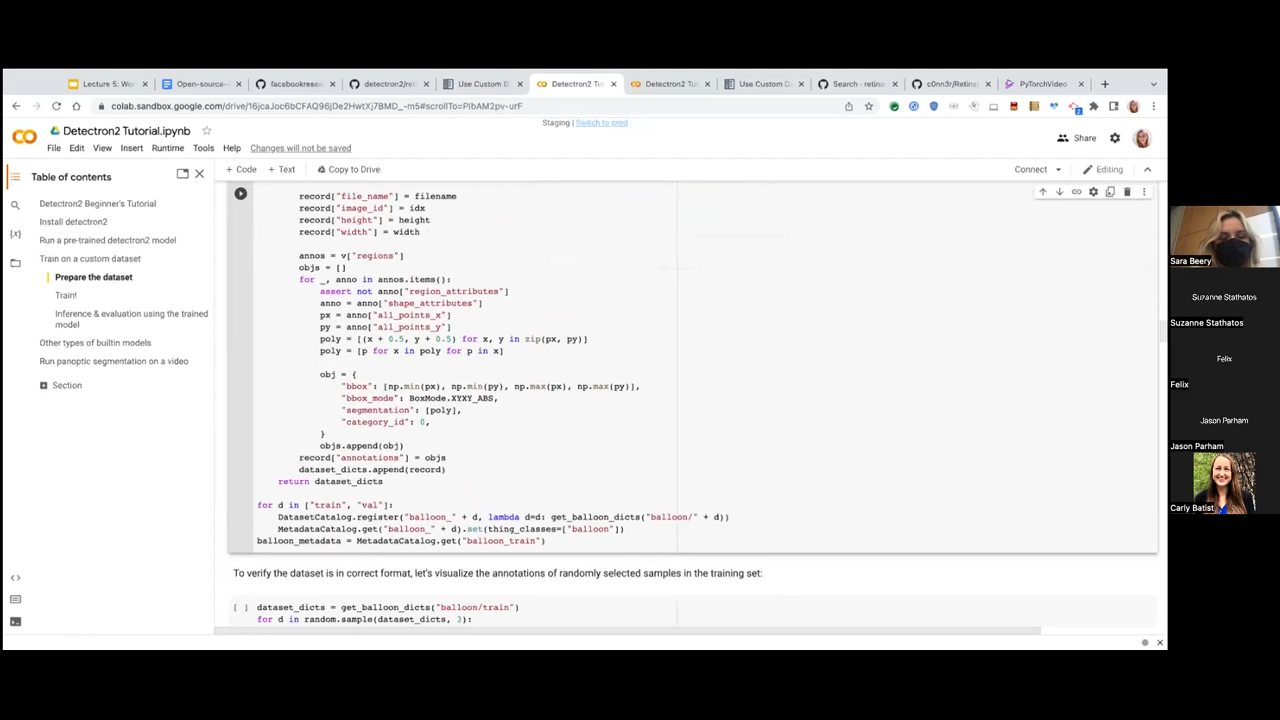 Lecture 5: Wo
Open-source-
facebookresea
detectron2/ret
Use Custom D
Detectron2 Tut
Detectron2 Tut
Use Custom D
Search · retina
c0nn3r/Retina
PyTorchVideo
colab.sandbox.google.com/drive/16jcaJoc6bCFAQ96jDe2HwtXj7BMD_-m5#scrollTo=PIbAM2pv-urF
Staging | Switch to prod
Detectron2 Tutorial.ipynb
Share
File Edit View Insert Runtime Tools Help Changes will not be saved
Table of contents
+ Code + Text Copy to Drive
Connect
Editing
Detectron2 Beginner's Tutorial
Install detectron2
Run a pre-trained detectron2 model
Train on a custom dataset
Prepare the dataset
Train!
Inference & evaluation using the trained
model
Other types of builtin models
Run panoptic segmentation on a video
Section
record["file_name"] = filename
record["image_id"] = idx
record["height"] = height
record["width"] = width
annos = v["regions"]
objs = []
for _, anno in annos.items():
assert not anno["region_attributes"]
anno = anno["shape_attributes"]
px = anno["all_points_x"]
py = anno["all_points_y"]
poly = [(x + 0.5, y + 0.5) for x, y in zip(px, py)]
poly = [p for x in poly for p in x]
obj = {
"bbox": [np.min(px), np.min(py), np.max(px), np.max(py)],
"bbox_mode": BoxMode.XYXY_ABS,
"segmentation": [poly],
"category_id": 0,
}
objs.append(obj)
record["annotations"] = objs
dataset_dicts.append(record)
return dataset_dicts
for d in ["train", "val"]:
DatasetCatalog.register("balloon_" + d, lambda d=d: get_balloon_dicts("balloon/" + d))
MetadataCatalog.get("balloon_" + d).set(thing_classes=["balloon"])
balloon_metadata = MetadataCatalog.get("balloon_train")
To verify the dataset is in correct format, let's visualize the annotations of randomly selected samples in the training set:
[ ] dataset_dicts = get_balloon_dicts("balloon/train")
for d in random.sample(dataset_dicts, 3):
Sara Beery
Suzanne Stathatos
Suzanne Stathatos
Felix
Felix
Jason Parham
Jason Parham
Carly Batist